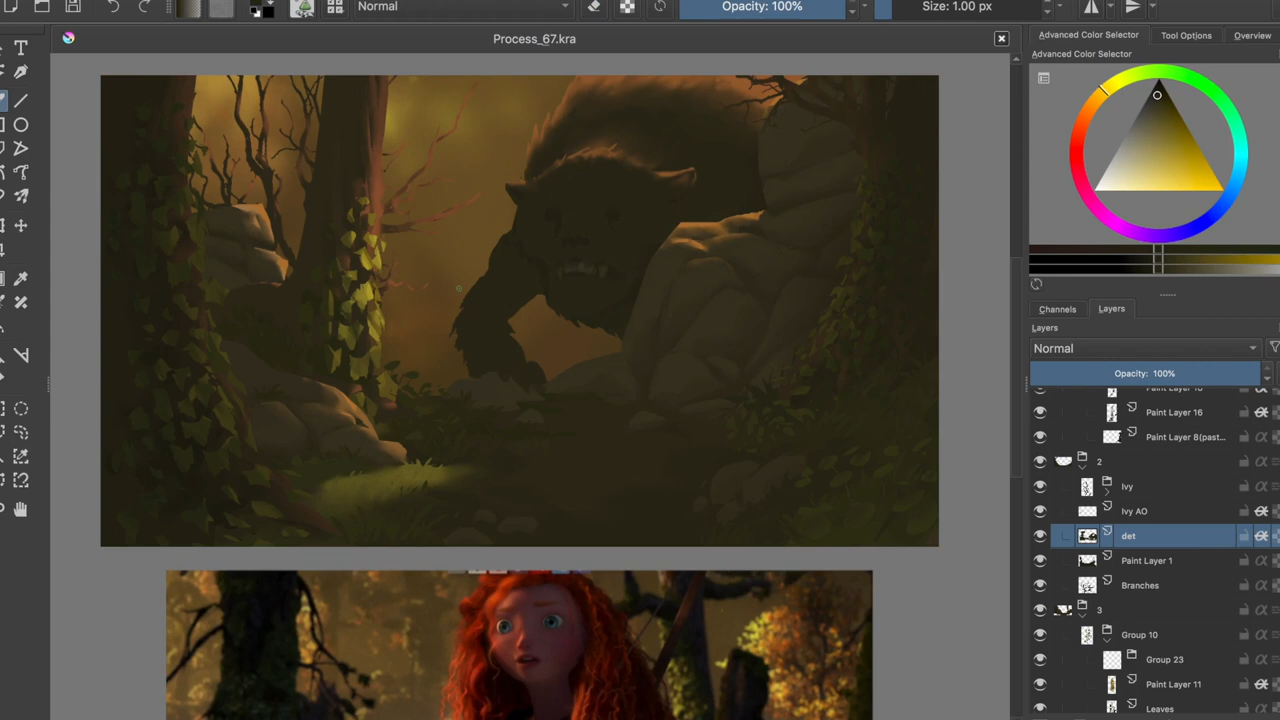 Normal
Opacity: 100%
Size: 1.00 px
Process_67.kra
Advanced Color Selector
Tool Options
Overview
Advanced Color Selector
Channels
Layers
Layers
Normal
Opacity: 100%
Paint Layer 16
Paint Layer 8(past...
2
Ivy
Ivy AO
det
Paint Layer 1
Branches
3
Group 10
Group 23
Paint Layer 11
Leaves